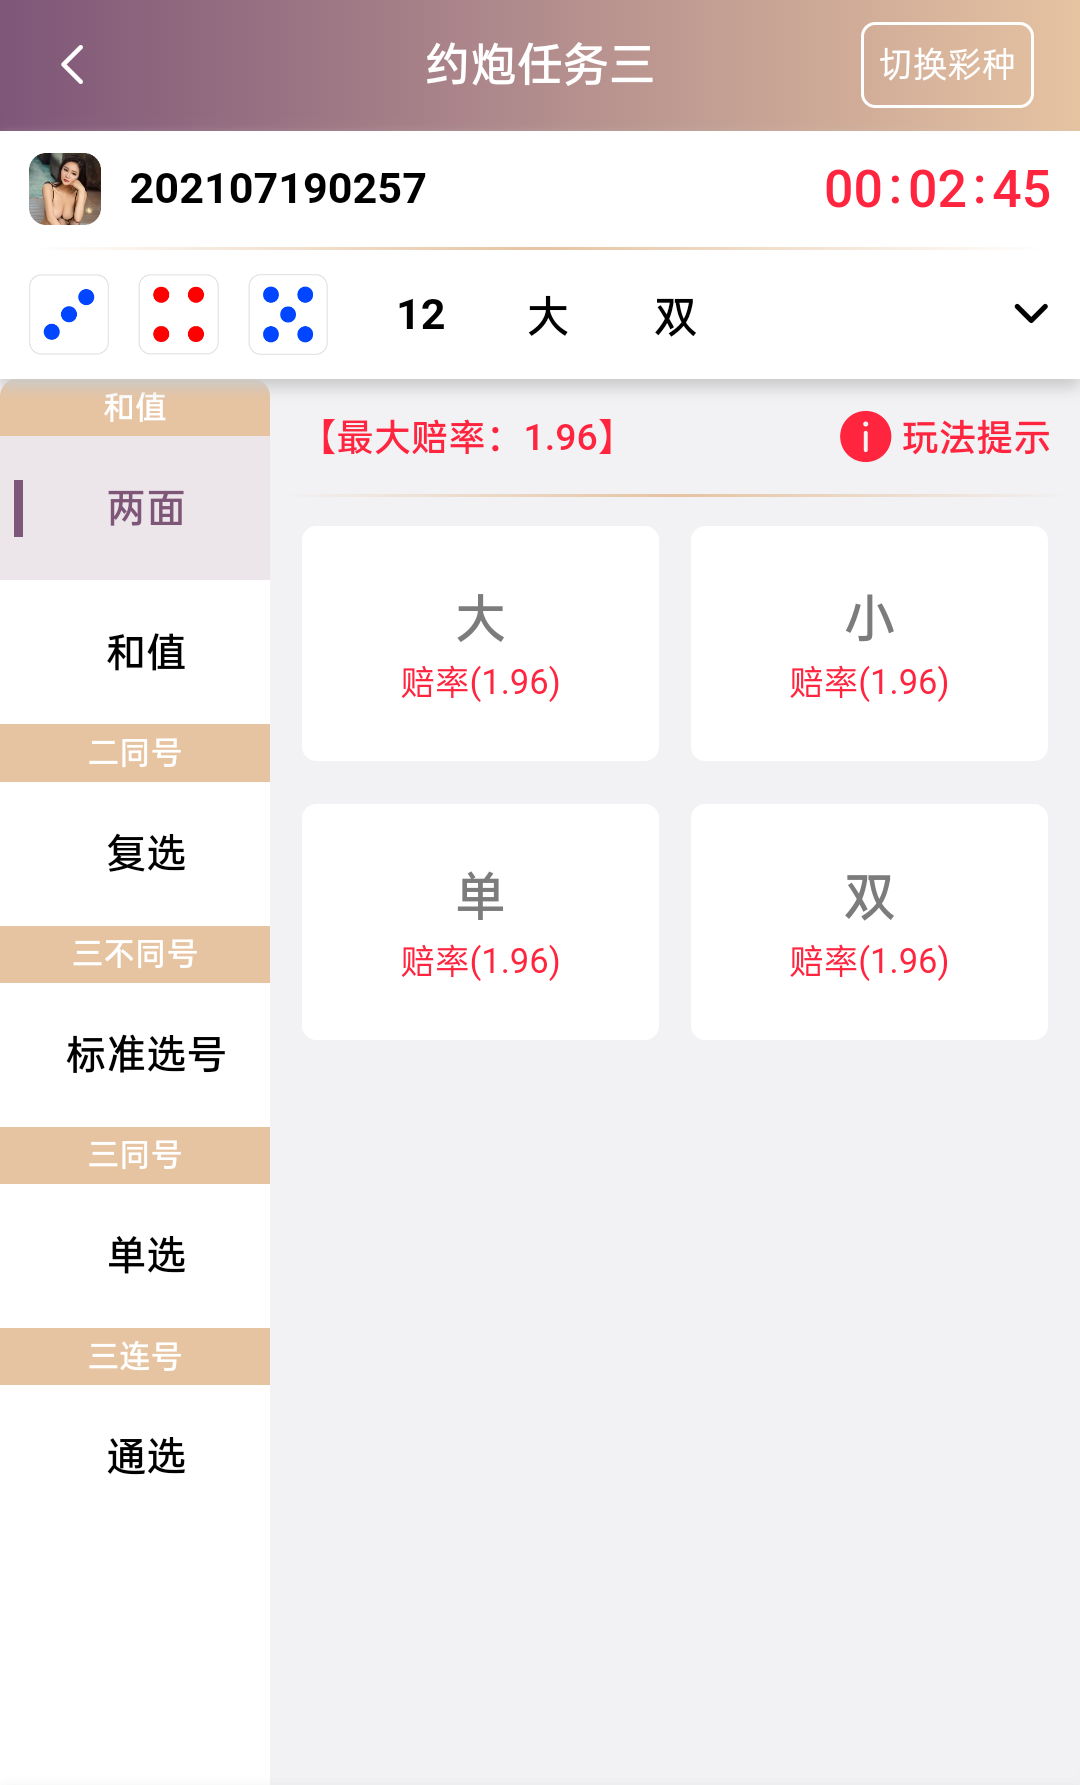 约炮任务三
切换彩种
202107190257
00:02:45
12 大 双
和值
【最大赔率：1.96】
玩法提示
两面
和值
二同号
复选
三不同号
标准选号
三同号
单选
三连号
通选
大
赔率(1.96)
小
赔率(1.96)
单
赔率(1.96)
双
赔率(1.96)